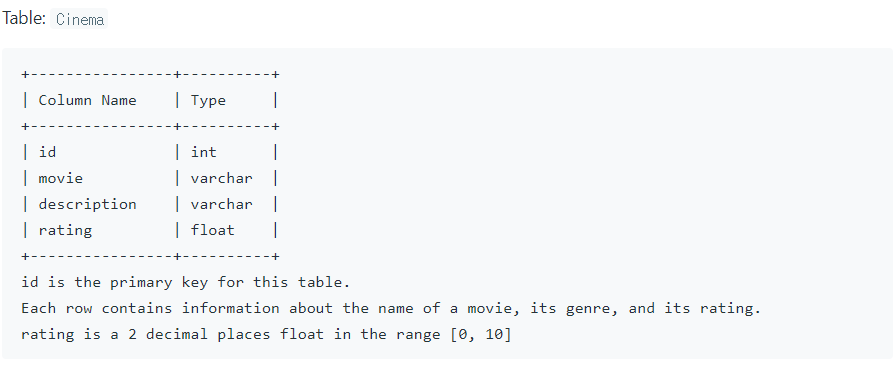 Table: Cinema
+----------------+----------+
| Column Name    | Type     |
+----------------+----------+
| id             | int      |
| movie          | varchar  |
| description    | varchar  |
| rating         | float    |
+----------------+----------+
id is the primary key for this table.
Each row contains information about the name of a movie, its genre, and its rating.
rating is a 2 decimal places float in the range [0, 10]